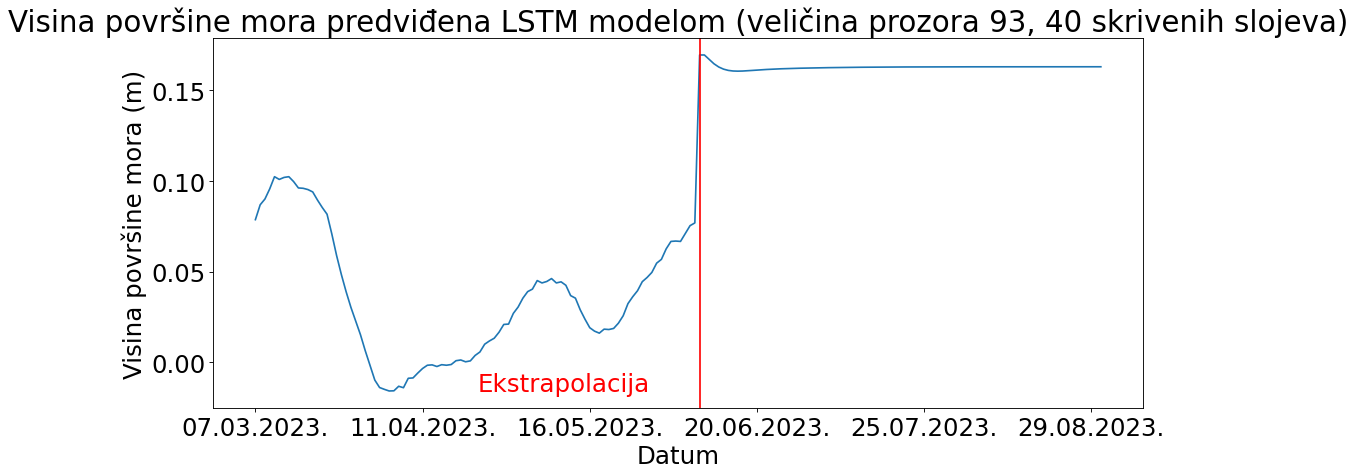 Visina površine mora predviđena LSTM modelom (veličina prozora 93, 40 skrivenih slojeva)
Visina površine mora (m)
0.15
0.10
0.05
0.00
Ekstrapolacija
07.03.2023. 11.04.2023. 16.05.2023. 20.06.2023. 25.07.2023. 29.08.2023.
Datum